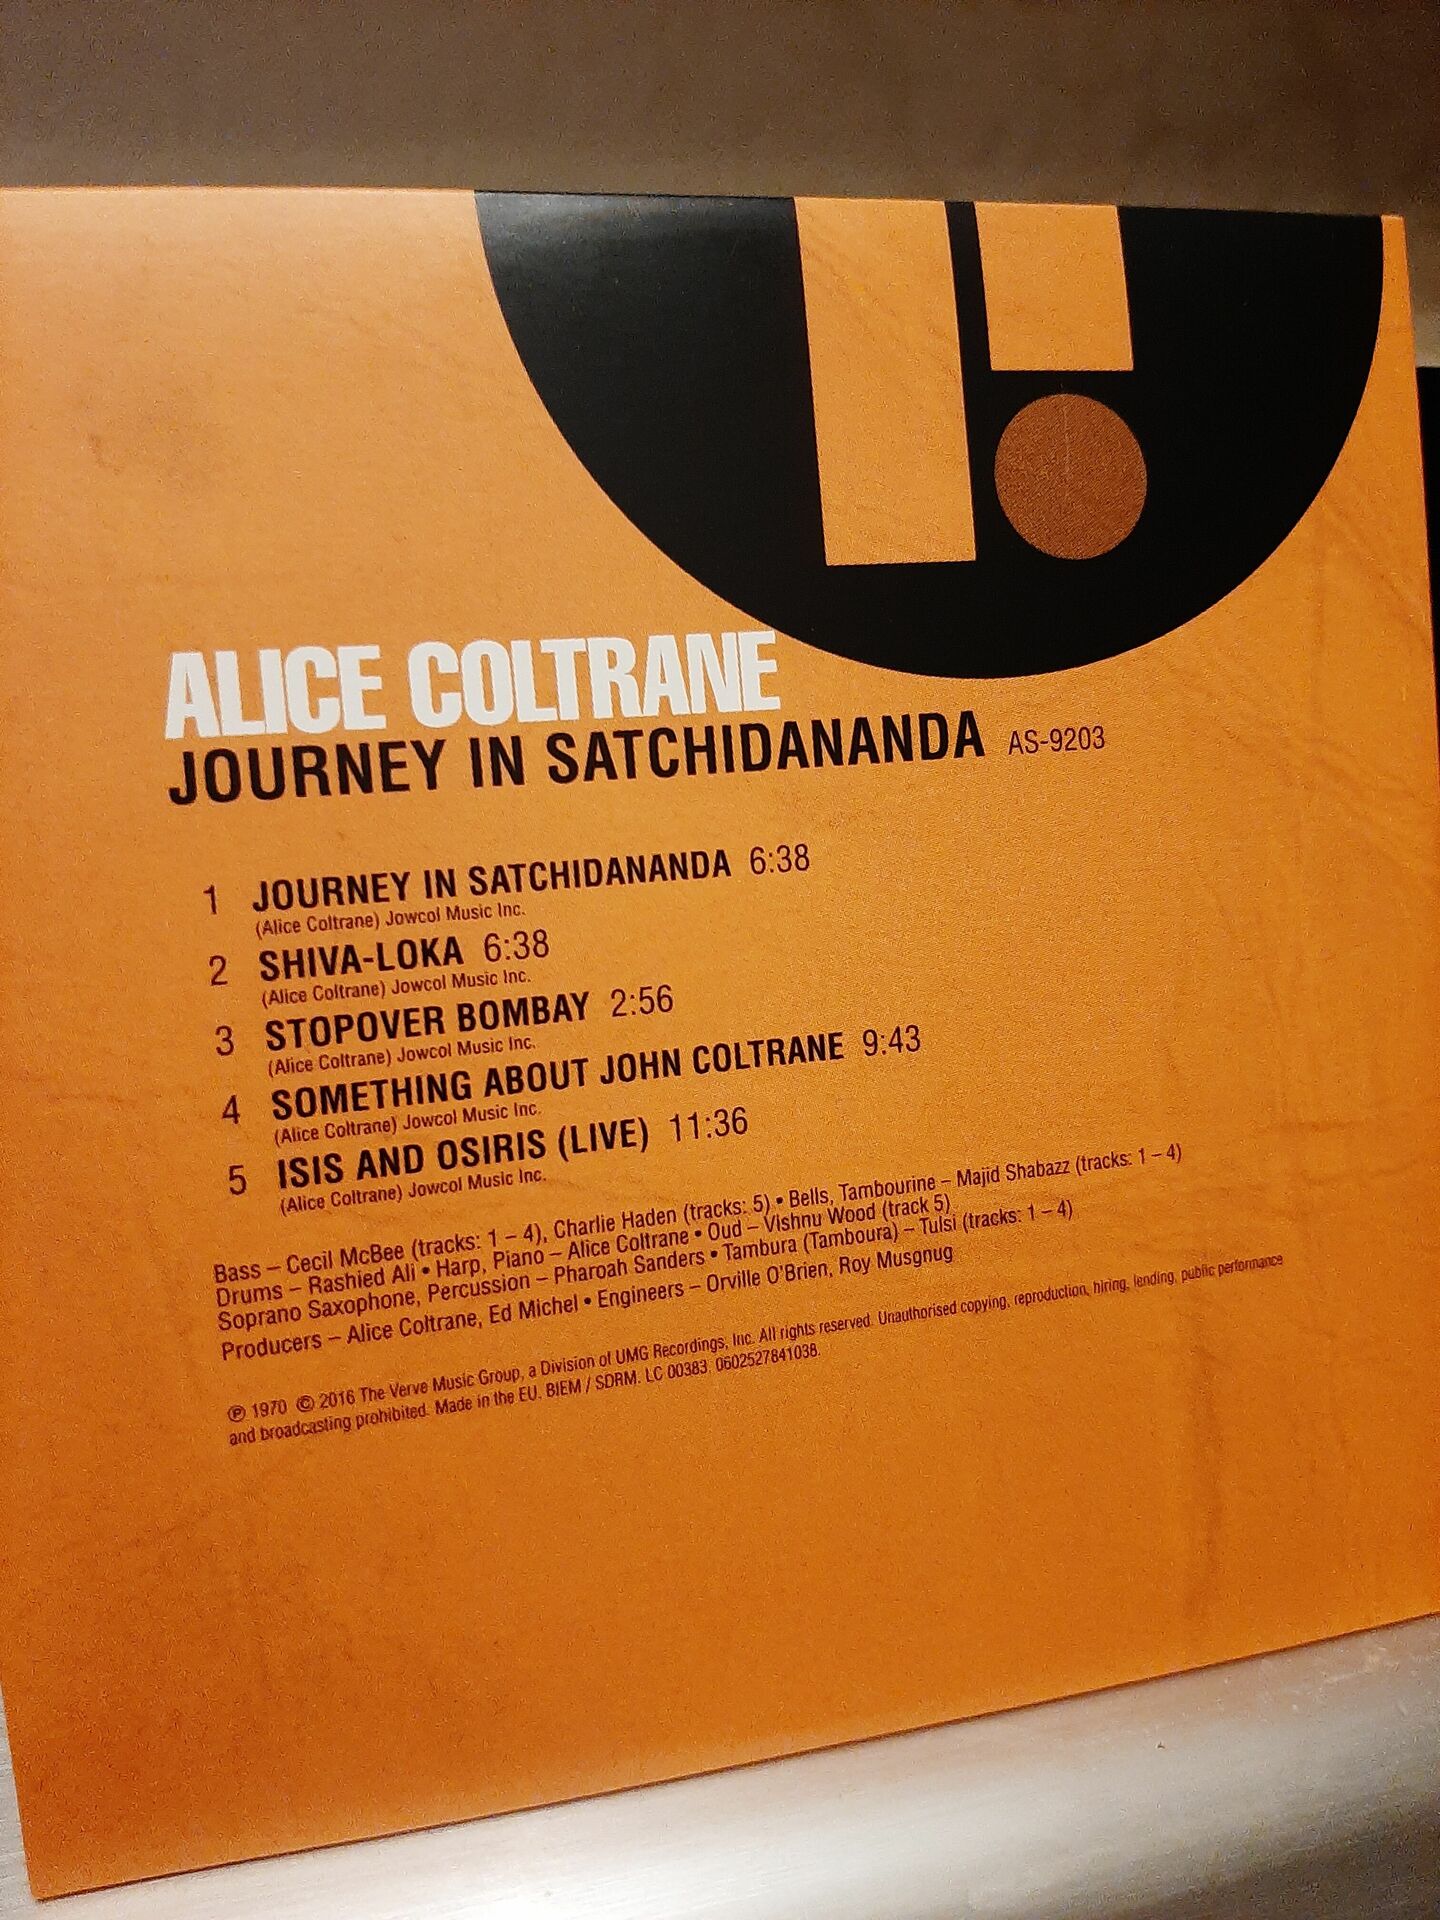 ALICE COLTRANE
JOURNEY IN SATCHIDANANDA AS-9203
1 JOURNEY IN SATCHIDANANDA 6:38
(Alice Coltrane) Jowcol Music Inc.
2 SHIVA-LOKA 6:38
(Alice Coltrane) Jowcol Music Inc.
3 STOPOVER BOMBAY 2:56
(Alice Coltrane) Jowcol Music Inc.
4 SOMETHING ABOUT JOHN COLTRANE 9:43
(Alice Coltrane) Jowcol Music Inc.
5 ISIS AND OSIRIS (LIVE) 11:36
(Alice Coltrane) Jowcol Music Inc.
Bass – Cecil McBee (tracks: 1 – 4), Charlie Haden (tracks: 5) • Bells, Tambourine – Majid Shabazz (tracks: 1 – 4)
Drums – Rashied Ali • Harp, Piano – Alice Coltrane • Oud – Vishnu Wood (track 5)
Soprano Saxophone, Percussion – Pharoah Sanders • Tambura (Tamboura) – Tulsi (tracks: 1 – 4)
Producers – Alice Coltrane, Ed Michel • Engineers – Orville O'Brien, Roy Musgnug
℗ 1970 © 2016 The Verve Music Group, a Division of UMG Recordings, Inc. All rights reserved. Unauthorised copying, reproduction, hiring, lending, public performance
and broadcasting prohibited. Made in the EU. BIEM / SDRM. LC 00383. 0602527841038.